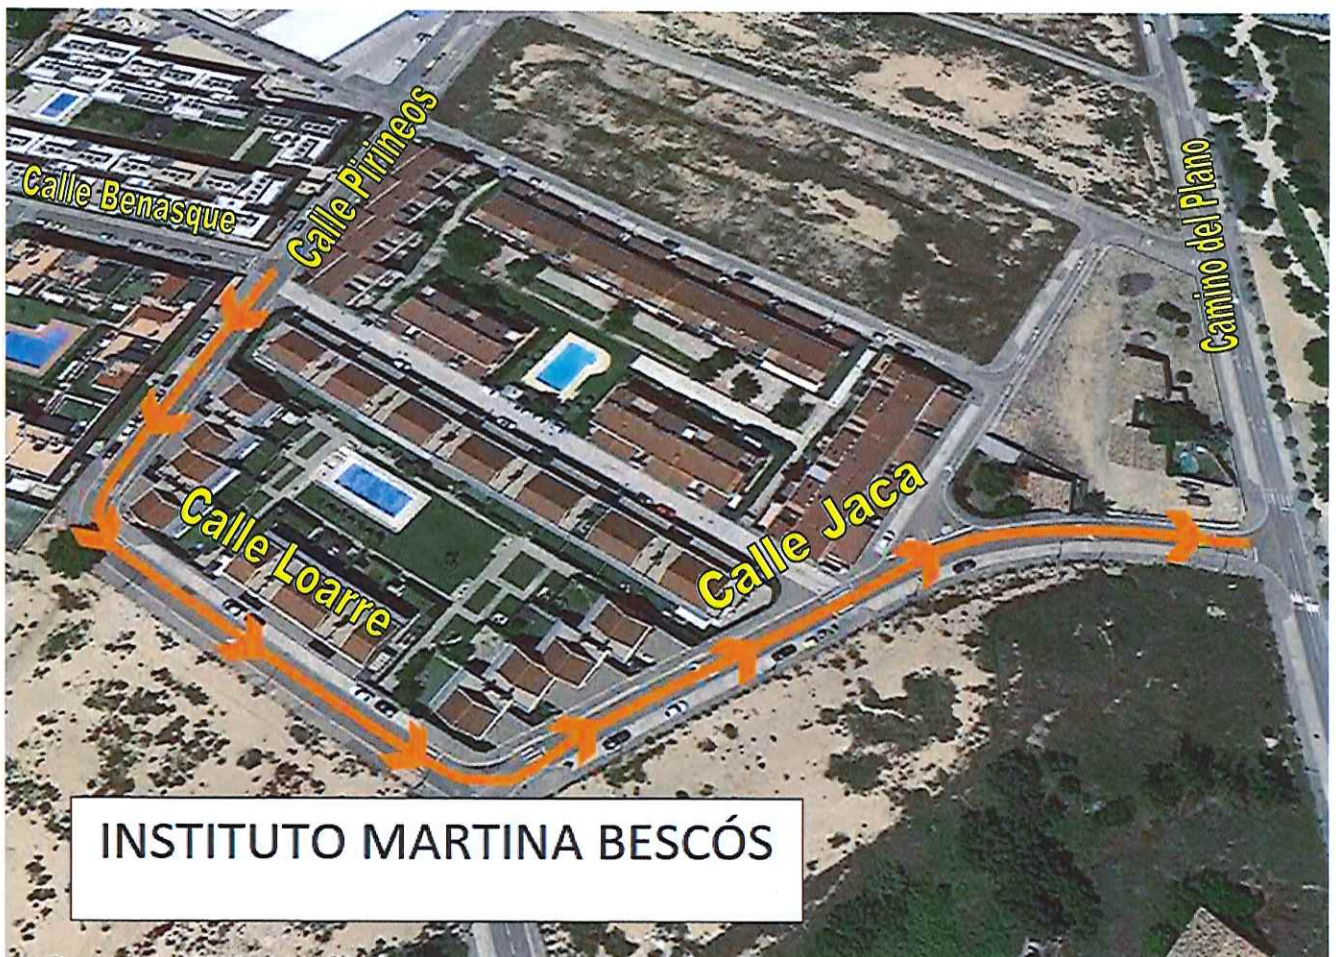 Calle Pirineos
Calle Benasque
Camino del Plano
Calle Jaca
Calle Loarre
INSTITUTO MARTINA BESCÓS